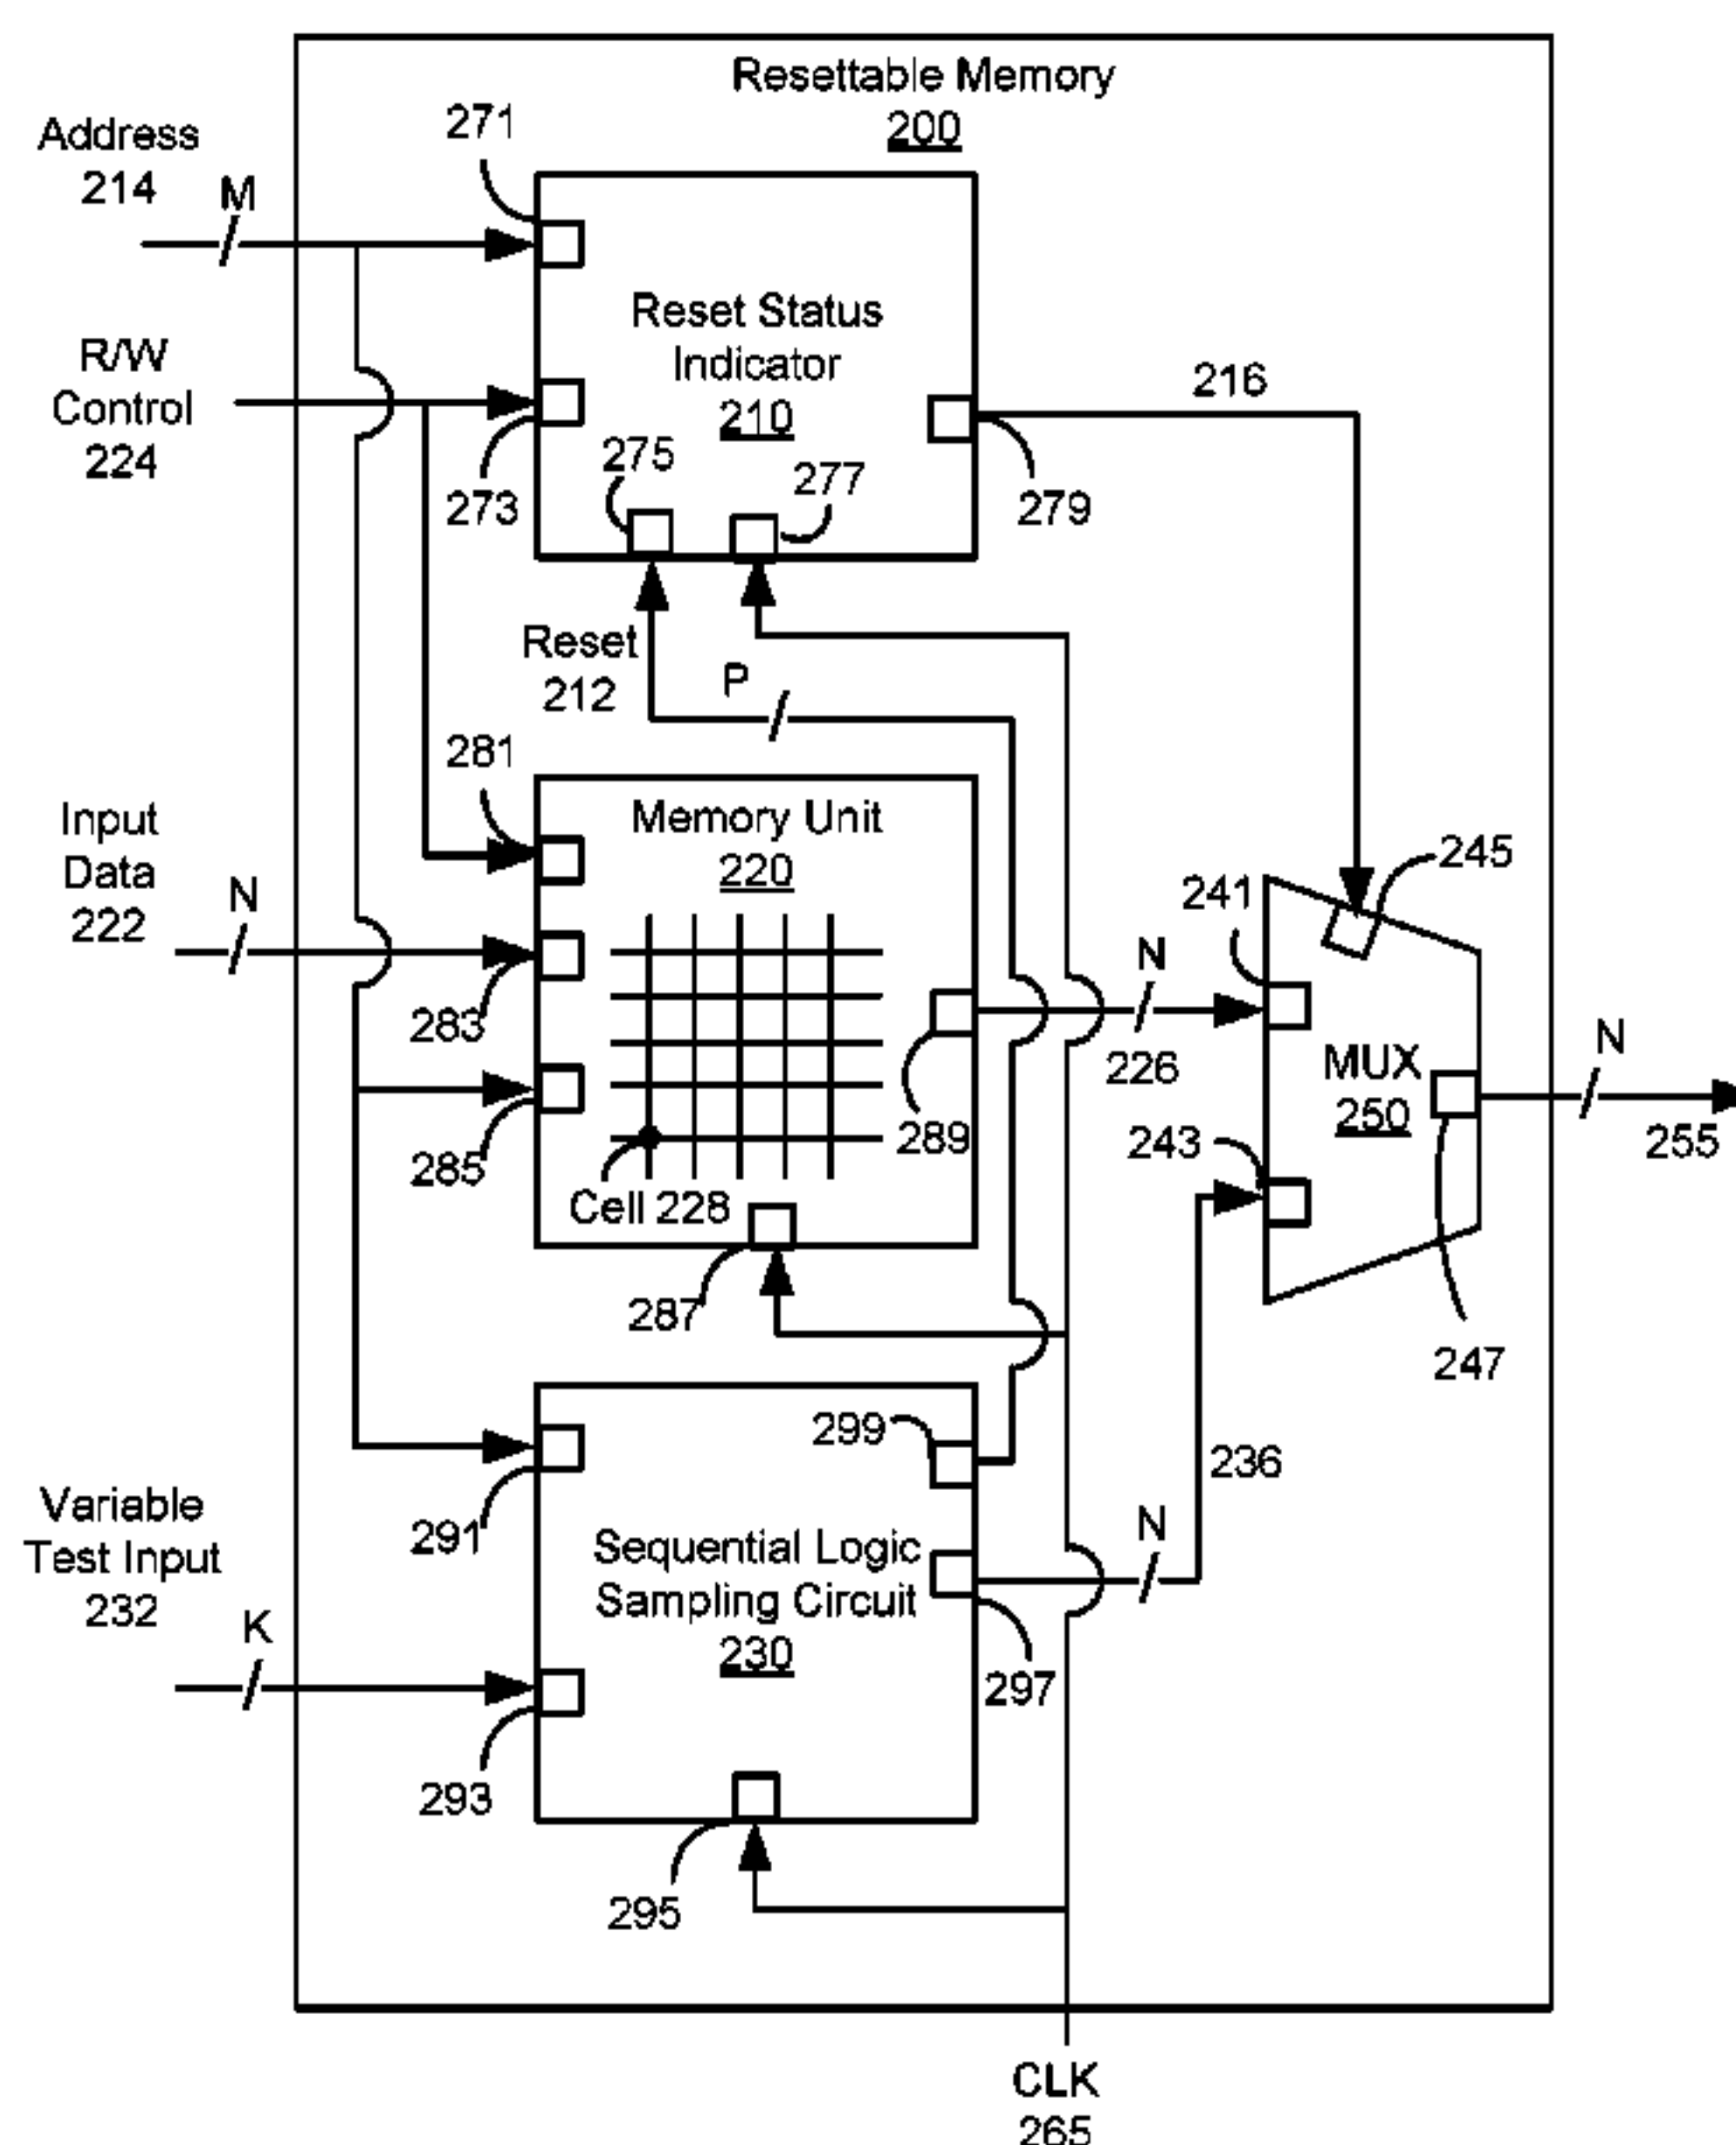 Resettable Memory
200
Address
214
M
271
Reset Status
Indicator
210
R/W
Control
224
273
275
277
279
216
Reset
212
P
281
Memory Unit
220
Input
Data
222
N
283
285
Cell 228
287
289
N
226
241
245
243
MUX
250
247
N
255
Variable
Test Input
232
K
291
293
Sequential Logic
Sampling Circuit
230
295
299
297
N
236
CLK
265